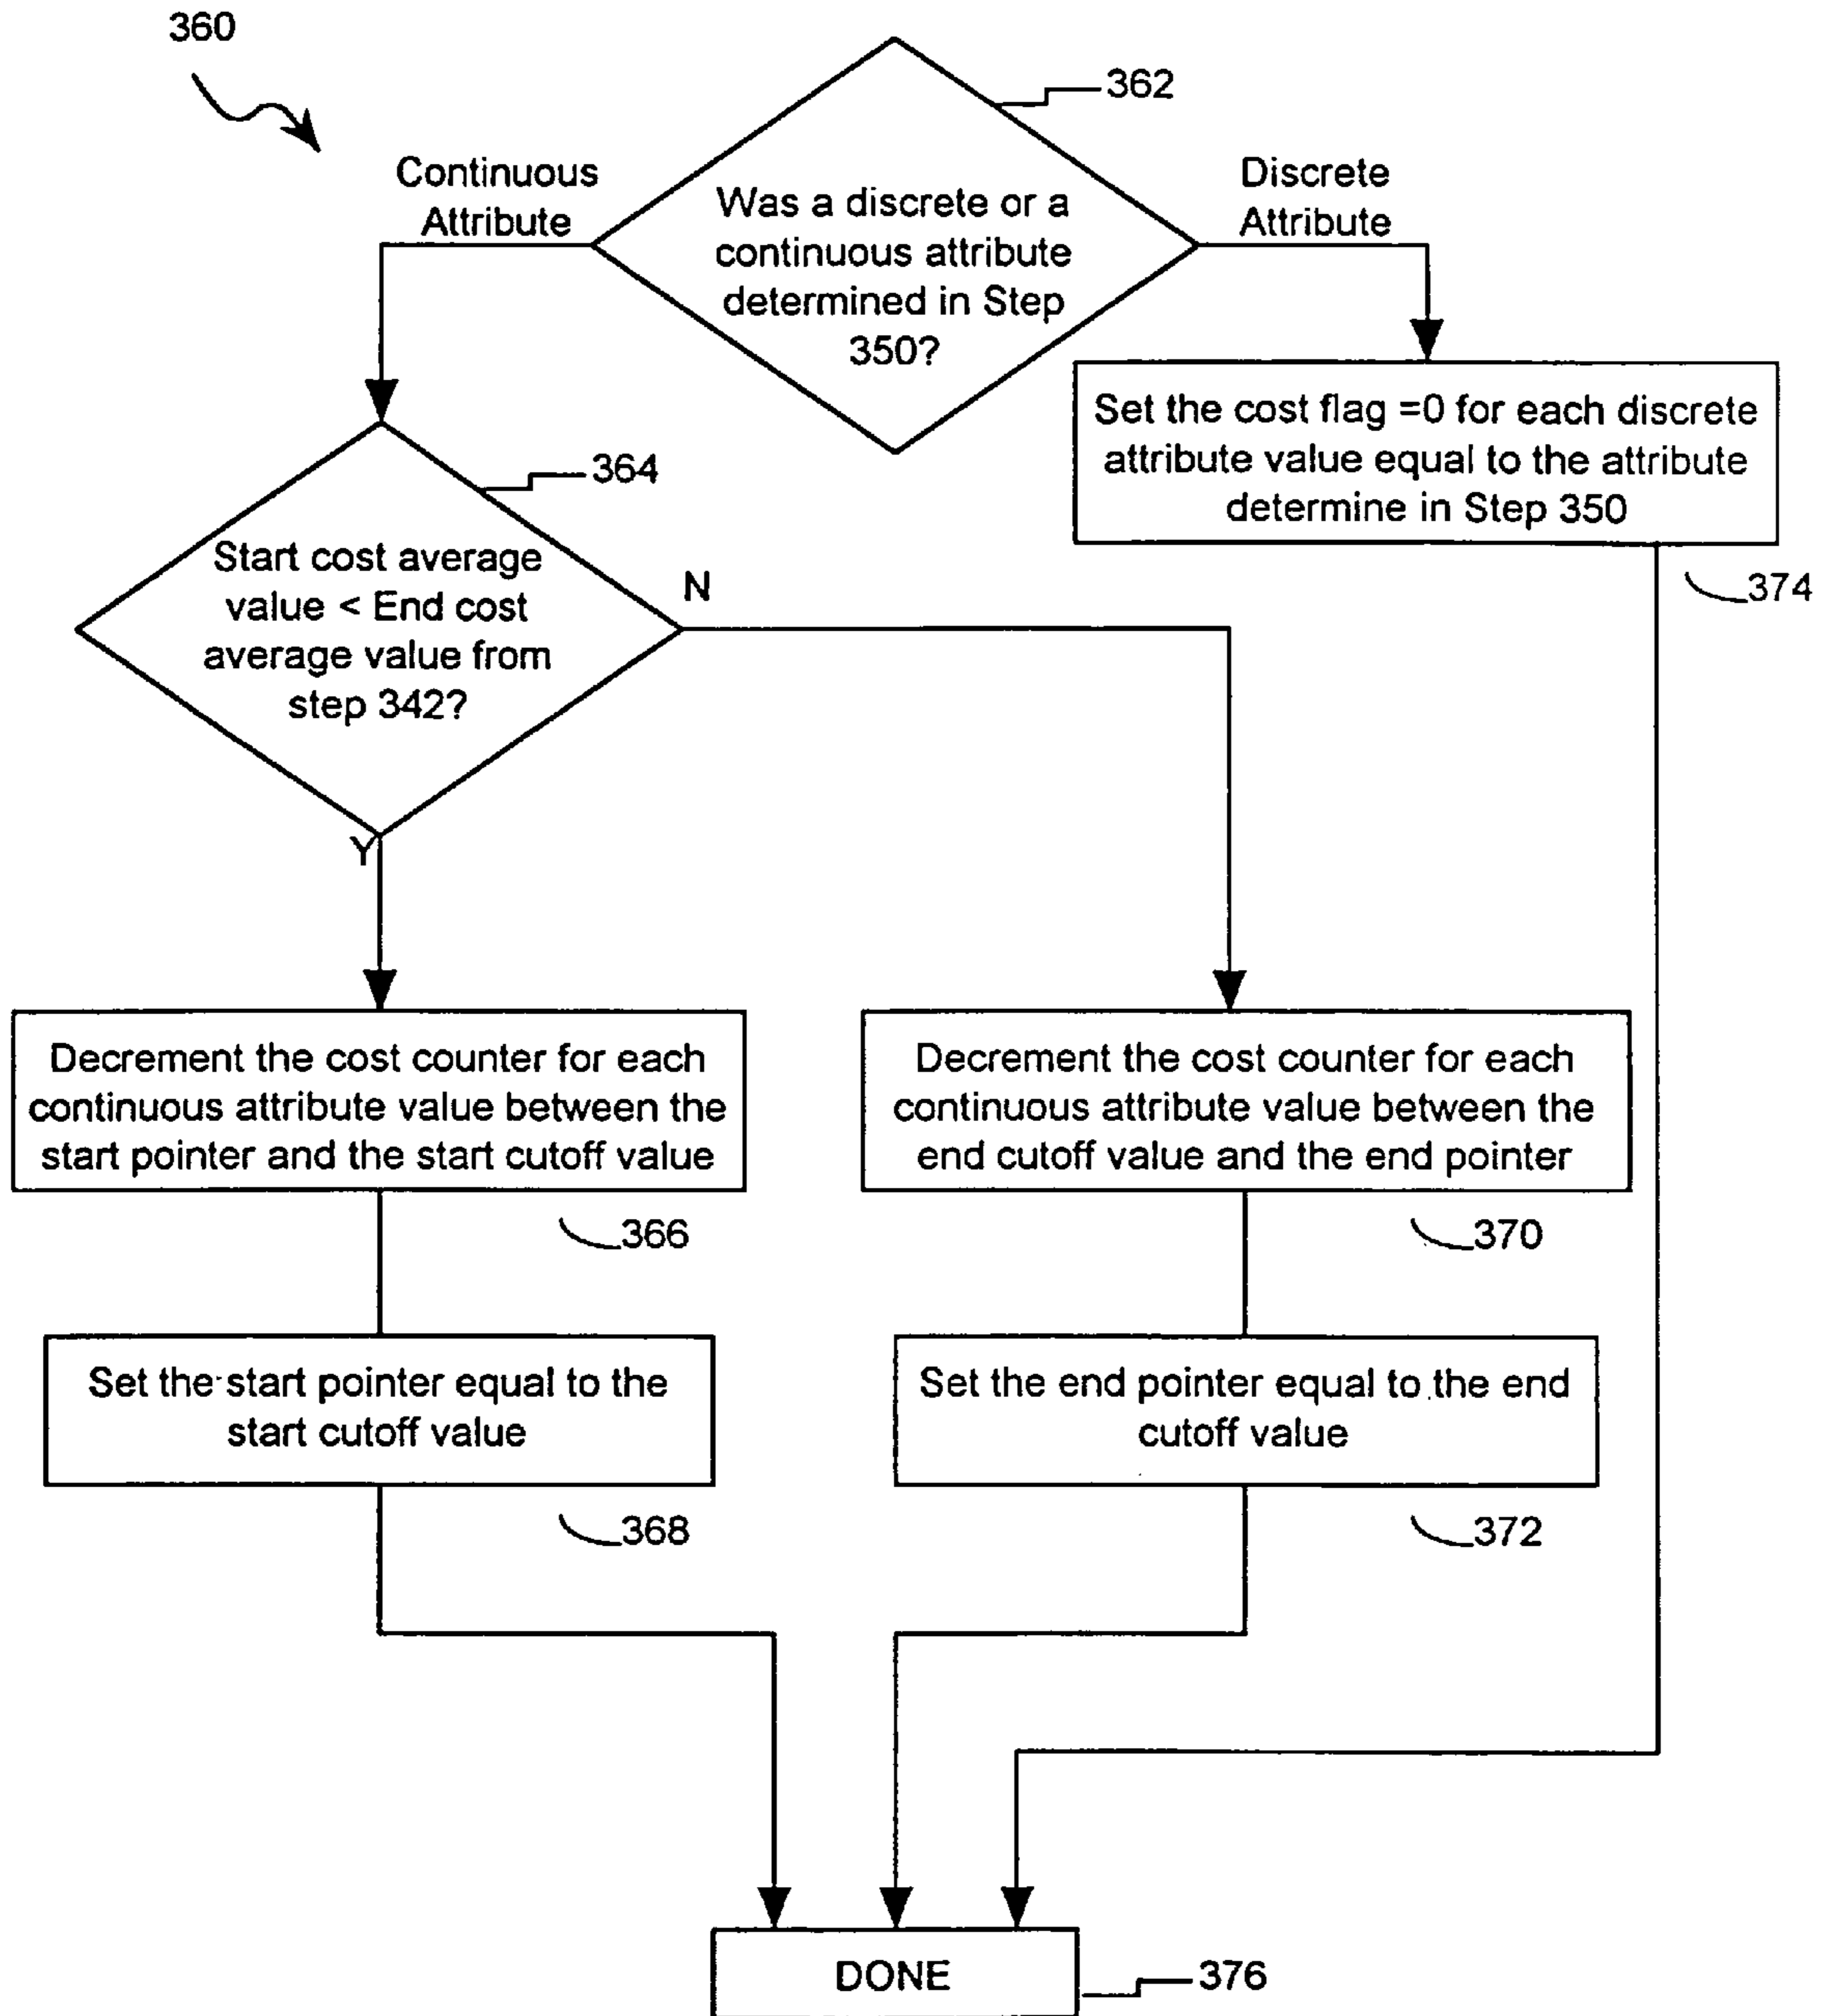 360
362
Continuous
Attribute
Discrete
Attribute
Was a discrete or a
continuous attribute
determined in Step
350?
Set the cost flag =0 for each discrete
attribute value equal to the attribute
determine in Step 350
374
364
Start cost average
value < End cost
average value from
step 342?
N
Y
Decrement the cost counter for each
continuous attribute value between the
start pointer and the start cutoff value
366
Decrement the cost counter for each
continuous attribute value between the
end cutoff value and the end pointer
370
Set the start pointer equal to the
start cutoff value
368
Set the end pointer equal to the end
cutoff value
372
DONE
376